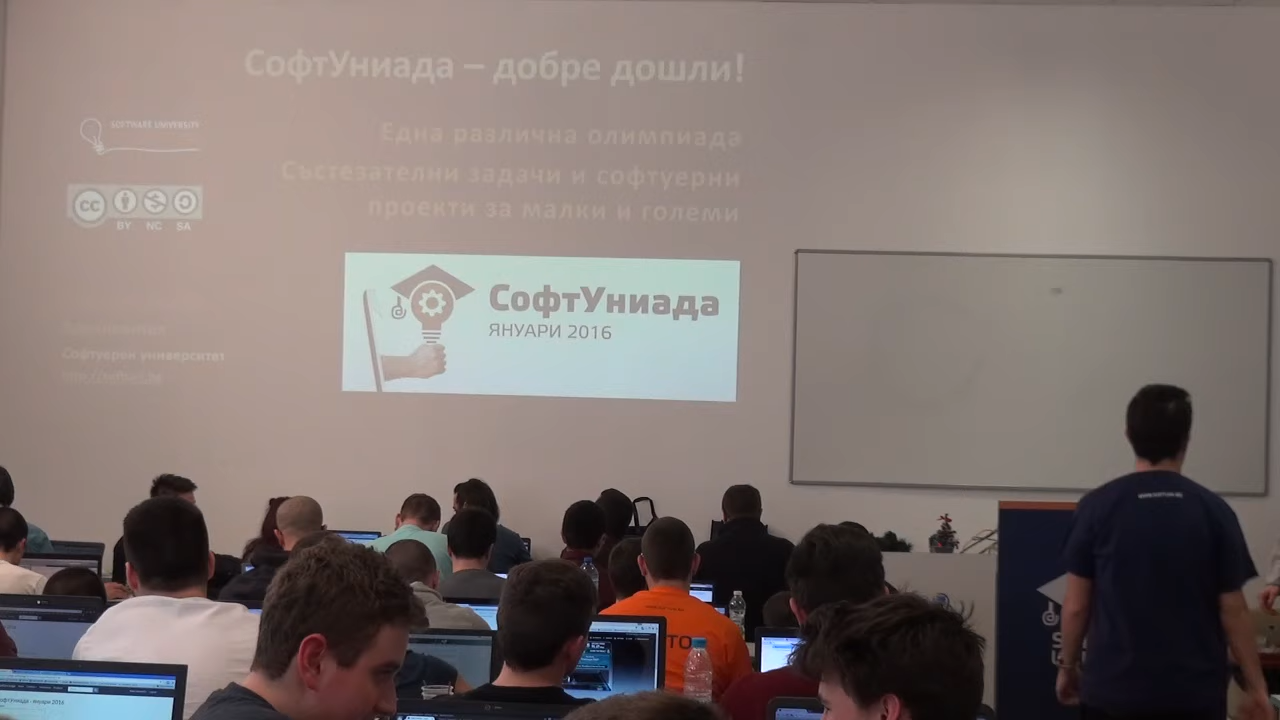 СофтУниада – добре дошли!
SOFTWARE UNIVERSITY
Една различна олимпиада
Състезателни задачи и софтуерни
проекти за малки и големи
CC
BY NC SA
СофтУниада
ЯНУАРИ 2016
Софтуерен университет